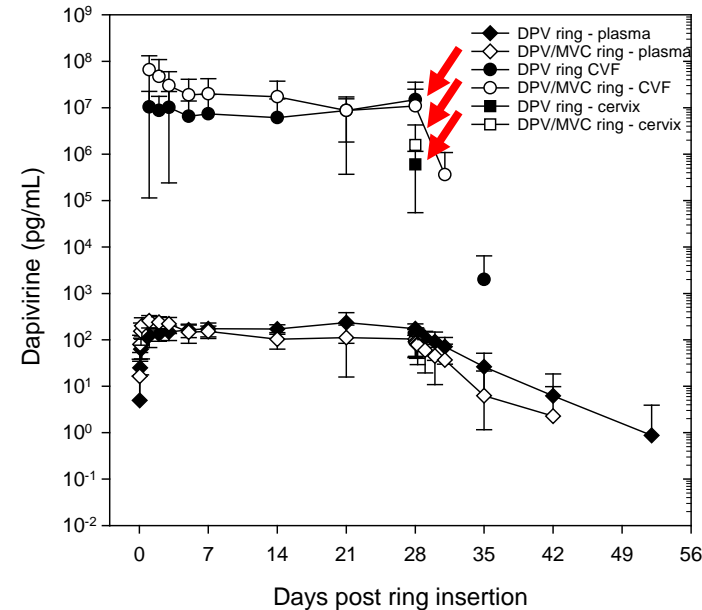 10⁹
10⁸
10⁷
10⁶
10⁵
10⁴
10³
10²
10¹
10⁰
10⁻¹
10⁻²
Dapivirine (pg/mL)
DPV ring - plasma
DPV/MVC ring - plasma
DPV ring CVF
DPV/MVC ring - CVF
DPV ring - cervix
DPV/MVC ring - cervix
0 7 14 21 28 35 42 49 56
Days post ring insertion